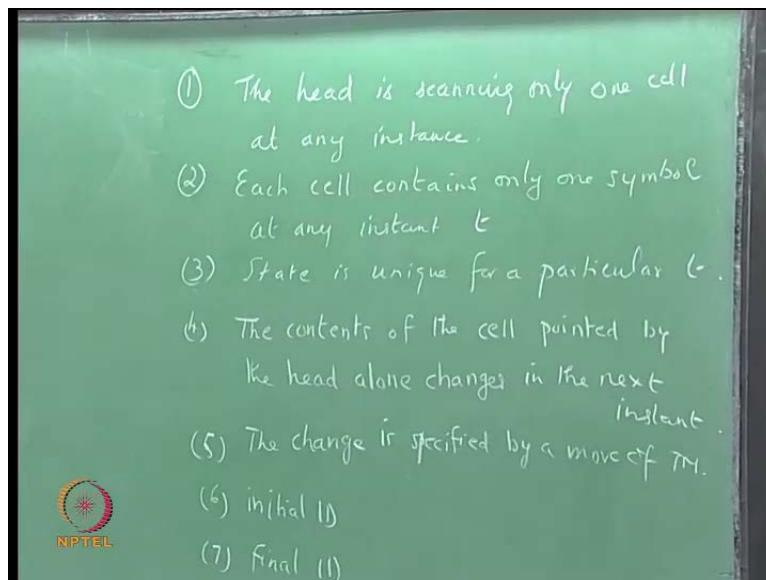 (1) The head is scanning only one cell
at any instance.
(2) Each cell contains only one symbol
at any instant t
(3) State is unique for a particular t.
(4) The contents of the cell pointed by
the head alone changes in the next
instant.
(5) The change is specified by a move of TM.
(6) initial ID
(7) Final ID
NPTEL